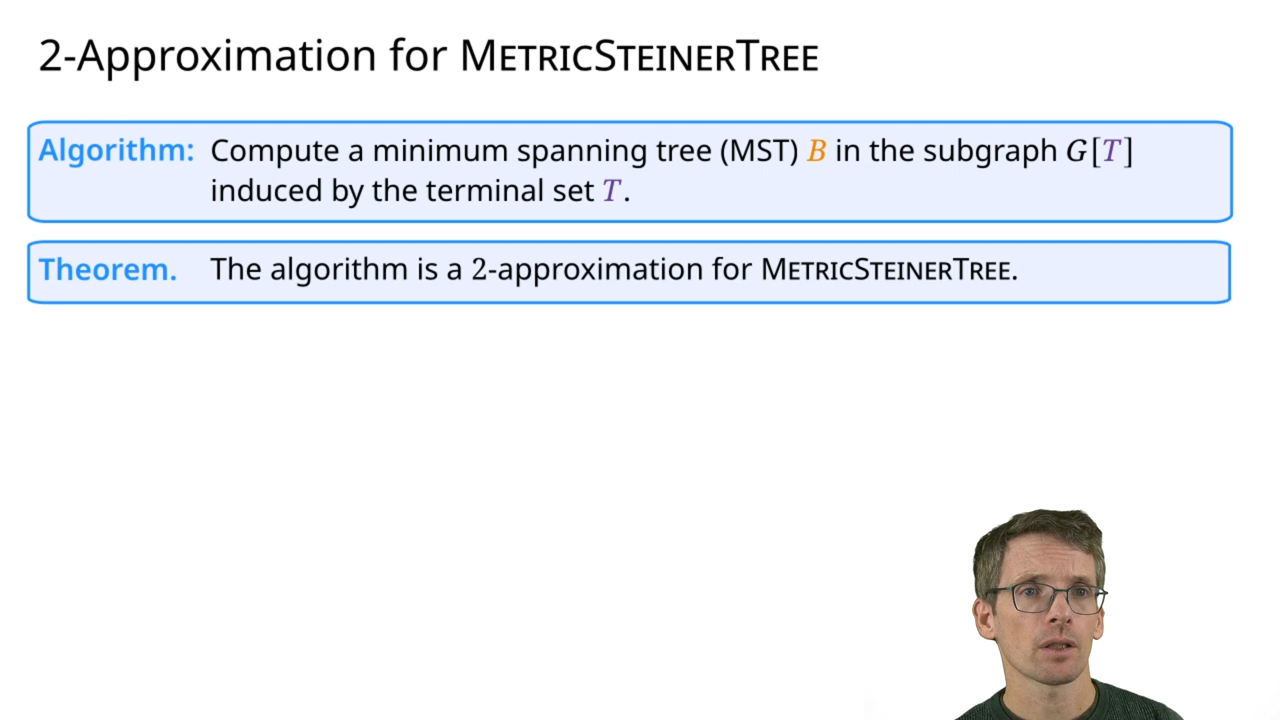 2-Approximation for METRICSTEINERTREE
Algorithm: Compute a minimum spanning tree (MST) B in the subgraph G[T]
induced by the terminal set T.
Theorem. The algorithm is a 2-approximation for METRICSTEINERTREE.